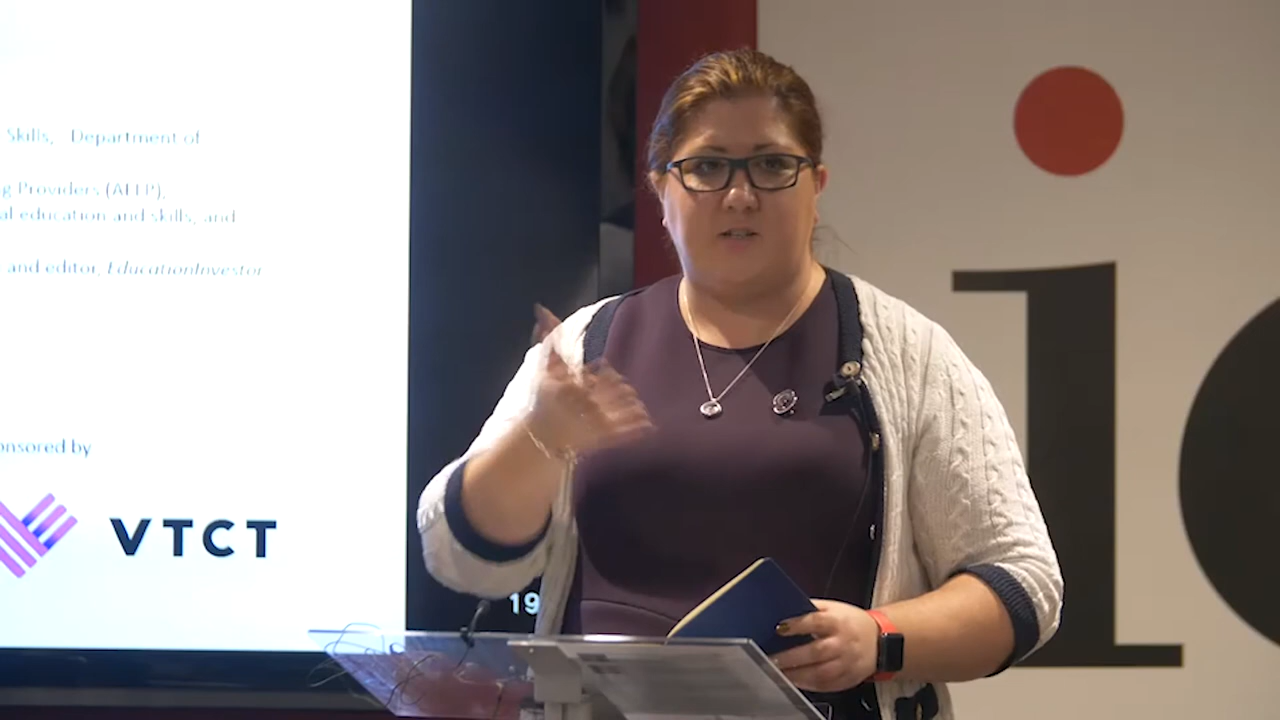 Skills, Department of
g Providers (AELP),
al education and skills, and
and editor, EducationInvestor
onsored by
VTCT
19
i